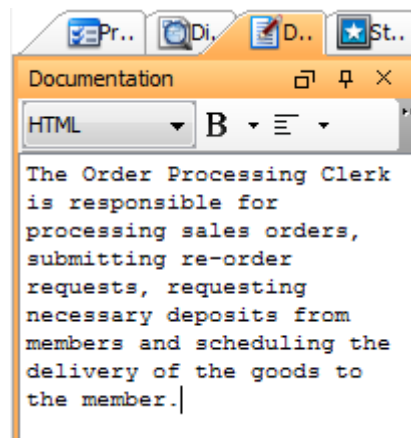 Pr.. Di. D.. St..
Documentation
HTML B
The Order Processing Clerk
is responsible for
processing sales orders,
submitting re-order
requests, requesting
necessary deposits from
members and scheduling the
delivery of the goods to
the member.